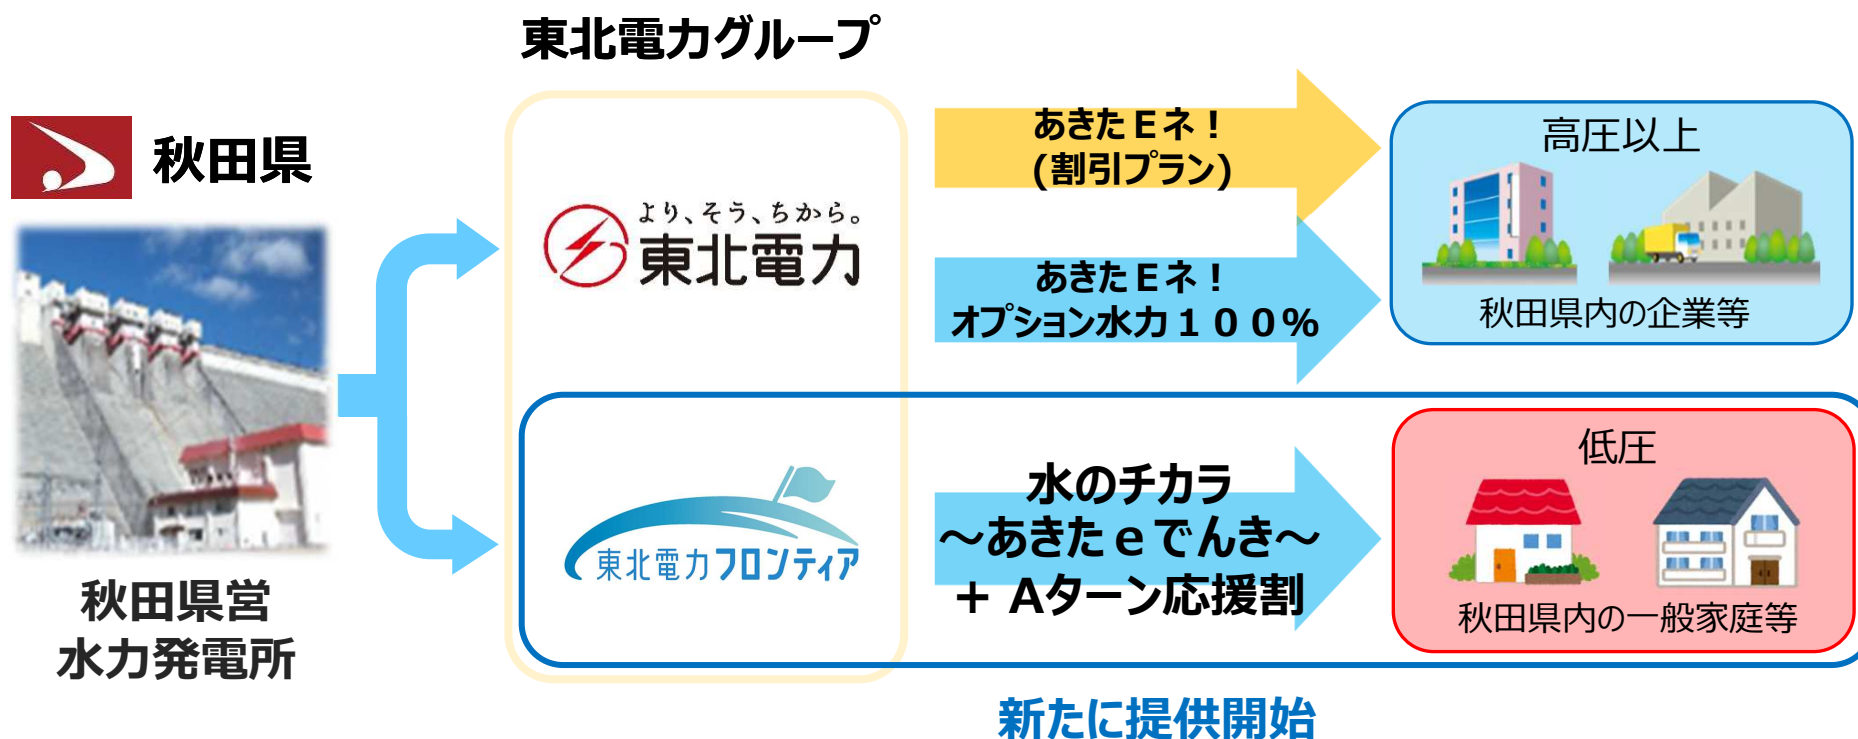 東北電力グループ
秋田県
秋田県営
水力発電所
より、そう、ちから。
東北電力
東北電力フロンティア
あきたEネ！
(割引プラン)
あきたEネ！
オプション水力１００%
水のチカラ
～あきたeでんき～
+ Aターン応援割
高圧以上
秋田県内の企業等
低圧
秋田県内の一般家庭等
新たに提供開始